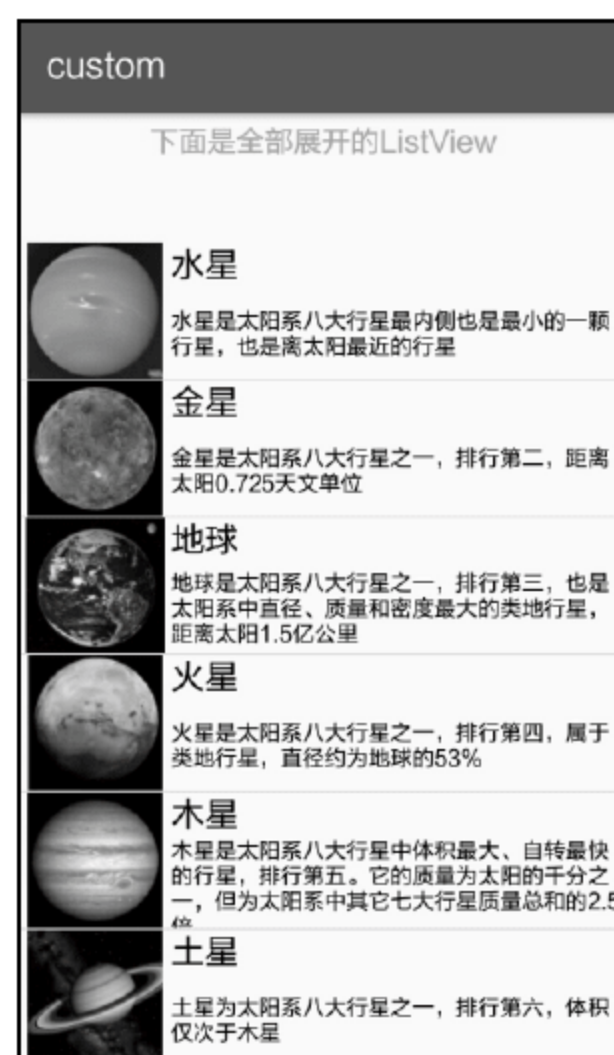 custom
下面是全部展开的ListView
水星
水星是太阳系八大行星最内侧也是最小的一颗
行星，也是离太阳最近的行星
金星
金星是太阳系八大行星之一，排行第二，距离
太阳0.725天文单位
地球
地球是太阳系八大行星之一，排行第三，也是
太阳系中直径、质量和密度最大的类地行星，
距离太阳1.5亿公里
火星
火星是太阳系八大行星之一，排行第四，属于
类地行星，直径约为地球的53%
木星
木星是太阳系八大行星中体积最大、自转最快
的行星，排行第五。它的质量为太阳的千分之
一，但为太阳系中其它七大行星质量总和的2.5
土星
土星为太阳系八大行星之一，排行第六，体积
仅次于木星